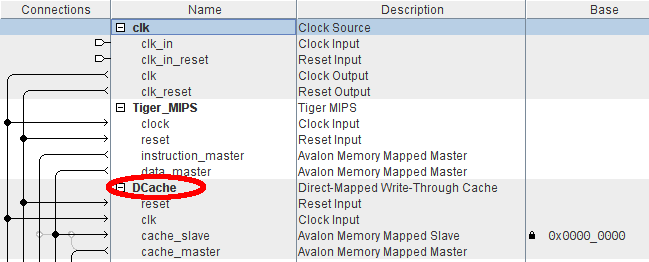 Connections Name Description Base
clk Clock Source
clk_in Clock Input
clk_in_reset Reset Input
clk Clock Output
clk_reset Reset Output
Tiger_MIPS Tiger MIPS
clock Clock Input
reset Reset Input
instruction_master Avalon Memory Mapped Master
data_master Avalon Memory Mapped Master
DCache Direct-Mapped Write-Through Cache
reset Reset Input
clk Clock Input
cache_slave Avalon Memory Mapped Slave 0x0000_0000
cache_master Avalon Memory Mapped Master